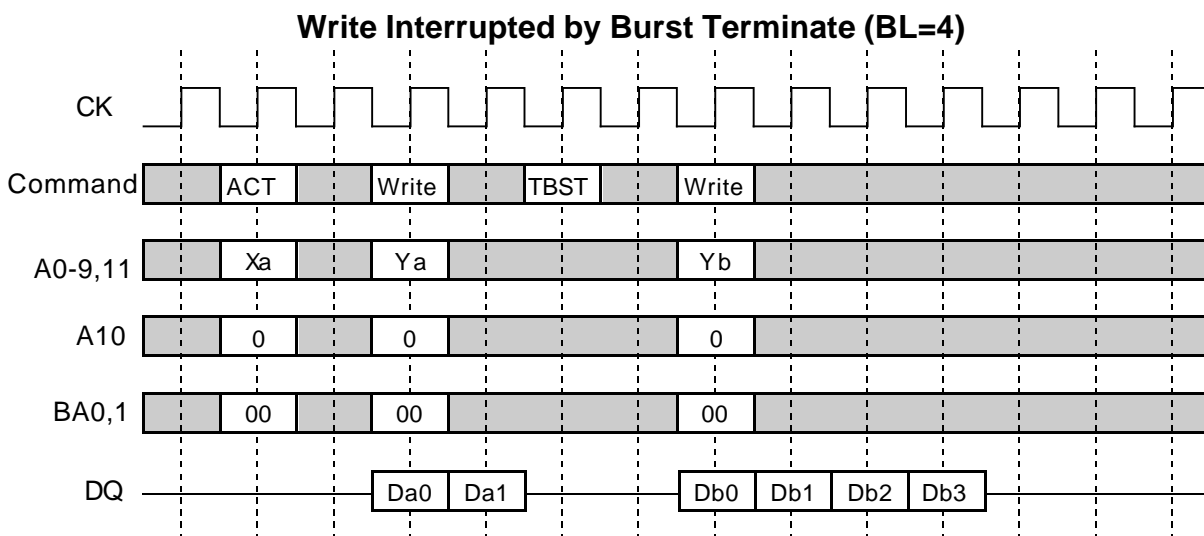 Write Interrupted by Burst Terminate (BL=4)
CK
Command ACT Write TBST Write
A0-9,11 Xa Ya Yb
A10 0 0 0
BA0,1 00 00 00
DQ Da0 Da1 Db0 Db1 Db2 Db3